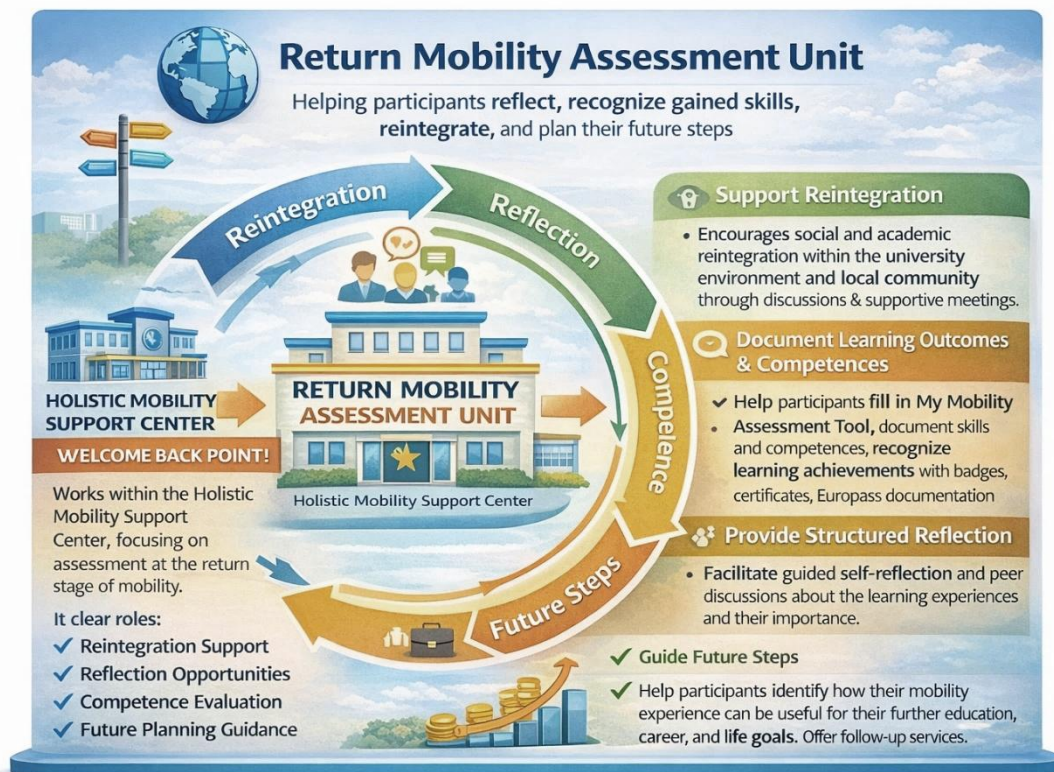 Return Mobility Assessment Unit
Helping participants reflect, recognize gained skills,
reintegrate, and plan their future steps
Reintegration
Reflection
Compelence
Future Steps
HOLISTIC MOBILITY
SUPPORT CENTER
WELCOME BACK POINT!
Works within the Holistic
Mobility Support
Center, focusing on
assessment at the return
stage of mobility.
It clear roles:
✓ Reintegration Support
✓ Reflection Opportunities
✓ Competence Evaluation
✓ Future Planning Guidance
RETURN MOBILITY
ASSESSMENT UNIT
Holistic Mobility Support Center
Support Reintegration
• Encourages social and academic
reintegration within the university
environment and local community
through discussions & supportive meetings.
Document Learning Outcomes
& Competences
✓ Help participants fill in My Mobility
• Assessment Tool, document skills
and competences, recognize
learning achievements with badges,
certificates, Europass documentation
Provide Structured Reflection
• Facilitate guided self-reflection and peer
discussions about the learning experiences
and their importance.
✓ Guide Future Steps
✓ Help participants identify how their mobility
experience can be useful for their further education,
career, and life goals. Offer follow-up services.